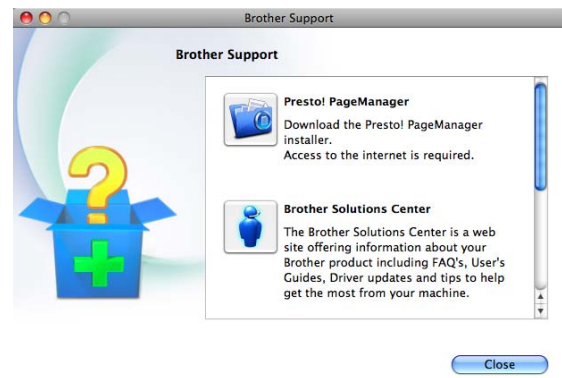 Brother Support
Brother Support
Presto! PageManager
Download the Presto! PageManager
installer.
Access to the internet is required.
Brother Solutions Center
The Brother Solutions Center is a web
site offering information about your
Brother product including FAQ's, User's
Guides, Driver updates and tips to help
get the most from your machine.
Close